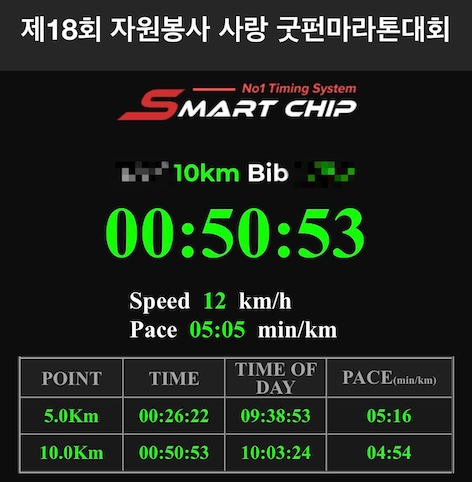 제18회 자원봉사 사랑 굿펀마라톤대회
No1 Timing System
SMART CHIP
10km Bib
00:50:53
Speed 12 km/h
Pace 05:05 min/km
POINT TIME TIME OF DAY PACE(min/km)
5.0Km 00:26:22 09:38:53 05:16
10.0Km 00:50:53 10:03:24 04:54